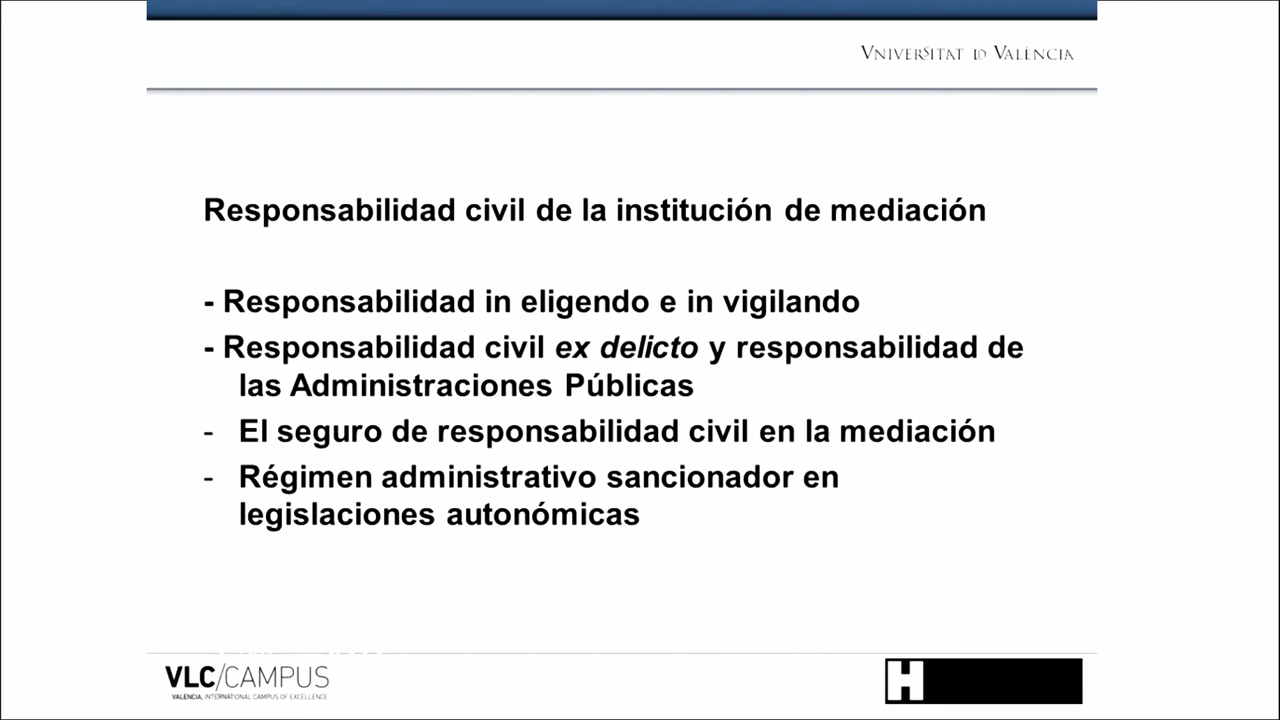 VNIVERSITAT ID VALÈNCIA
Responsabilidad civil de la institución de mediación
- Responsabilidad in eligendo e in vigilando
- Responsabilidad civil ex delicto y responsabilidad de
las Administraciones Públicas
- El seguro de responsabilidad civil en la mediación
- Régimen administrativo sancionador en
legislaciones autonómicas
VLC/CAMPUS
VALENCIA, INTERNATIONAL CAMPUS OF EXCELLENCE
H